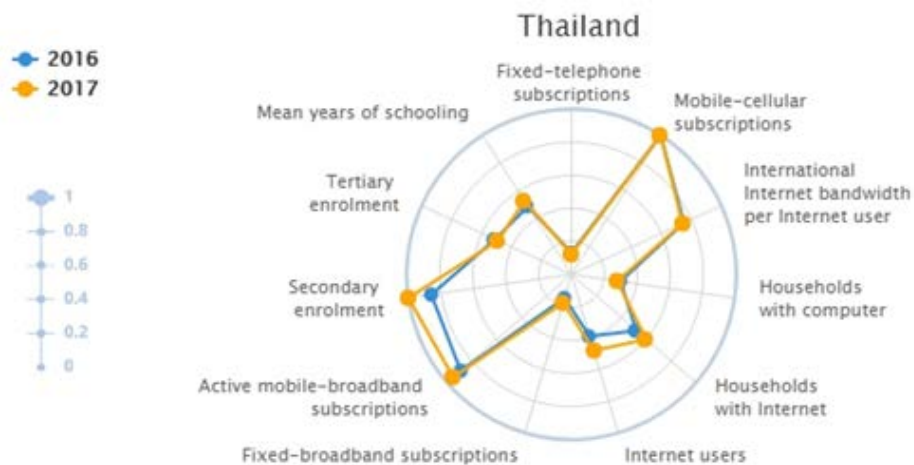 Thailand
2016
2017
Fixed-telephone
subscriptions
Mobile-cellular
subscriptions
International
Internet bandwidth
per Internet user
Households
with computer
Households
with Internet
Internet users
Fixed-broadband subscriptions
Active mobile-broadband
subscriptions
Secondary
enrolment
Tertiary
enrolment
Mean years of schooling
1
0.8
0.6
0.4
0.2
0